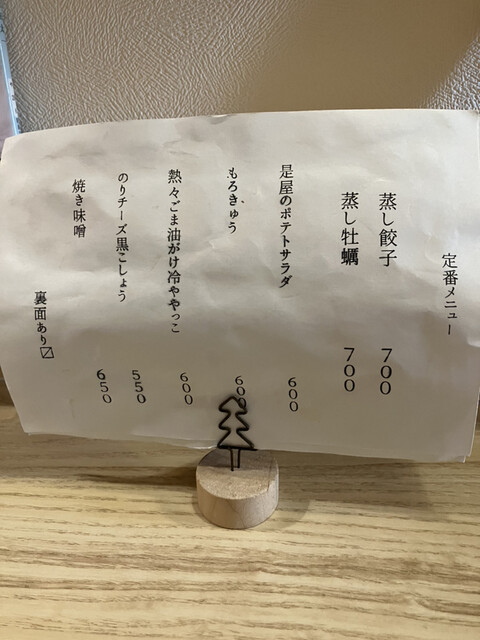 定番メニュー
蒸し餃子 700
蒸し牡蠣 700
是屋のポテトサラダ 600
もろきゅう 600
熱々ごま油がけ冷ややっこ 600
のりチーズ黒こしょう 550
焼き味噌 650
裏面あり〼